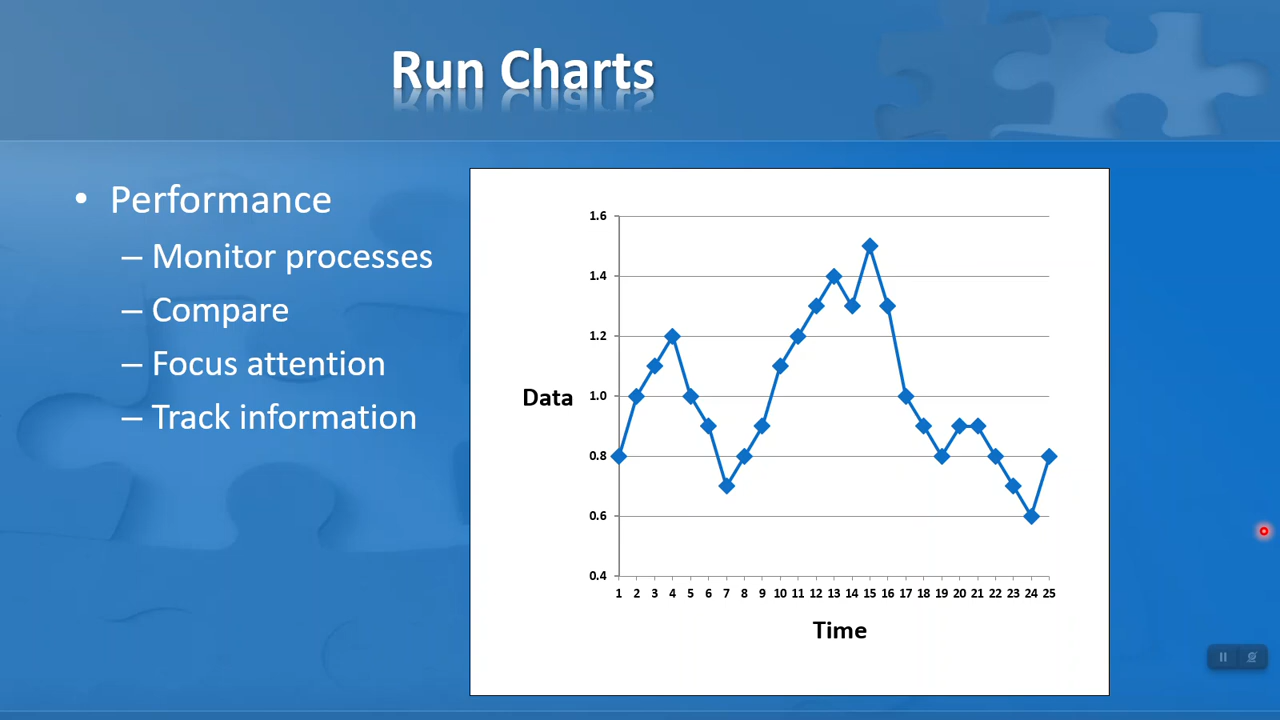 Run Charts
• Performance
– Monitor processes
– Compare
– Focus attention
– Track information
1.6
1.4
1.2
Data 1.0
0.8
0.6
0.4
1 2 3 4 5 6 7 8 9 10 11 12 13 14 15 16 17 18 19 20 21 22 23 24 25
Time